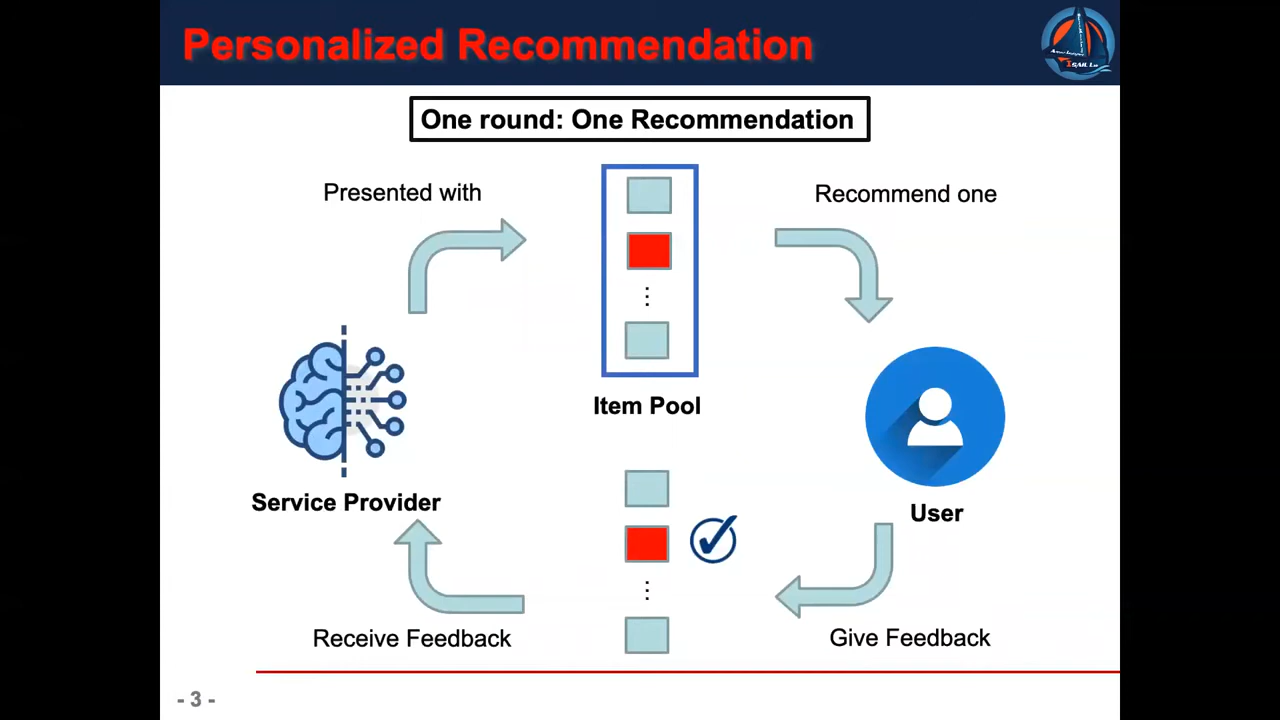 Personalized Recommendation
One round: One Recommendation
Presented with
Recommend one
Item Pool
Service Provider
User
Receive Feedback
Give Feedback
- 3 -